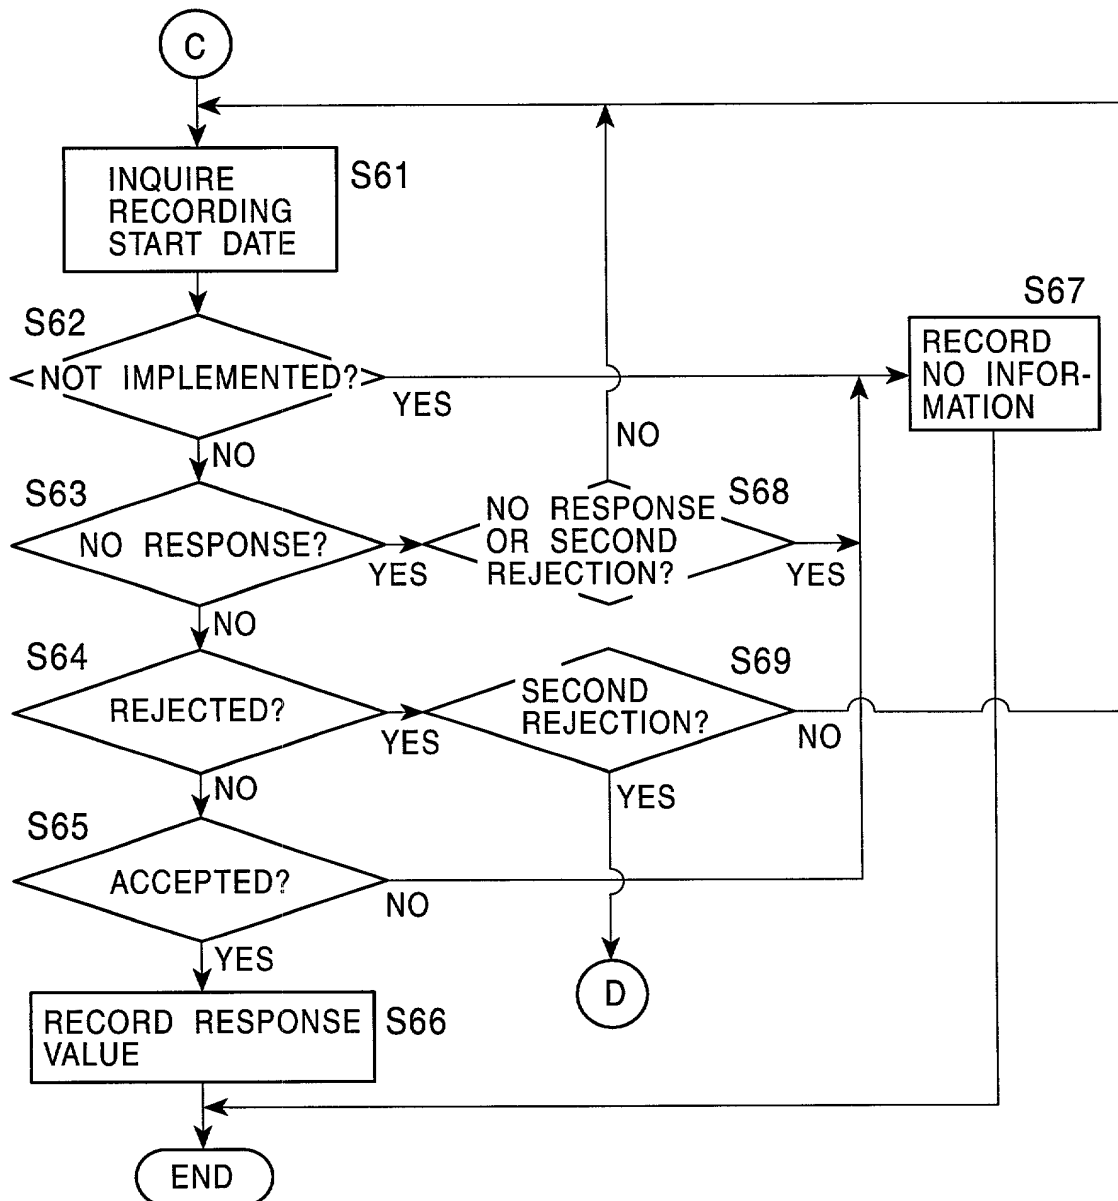 C
INQUIRE
RECORDING
START DATE
S61
S62
NOT IMPLEMENTED?
YES
NO
S67
RECORD
NO INFOR-
MATION
S63
NO RESPONSE?
YES
NO
NO
NO RESPONSE
OR SECOND
REJECTION?
S68
YES
S64
REJECTED?
YES
NO
S69
SECOND
REJECTION?
NO
YES
S65
ACCEPTED?
NO
YES
D
RECORD RESPONSE
VALUE
S66
END